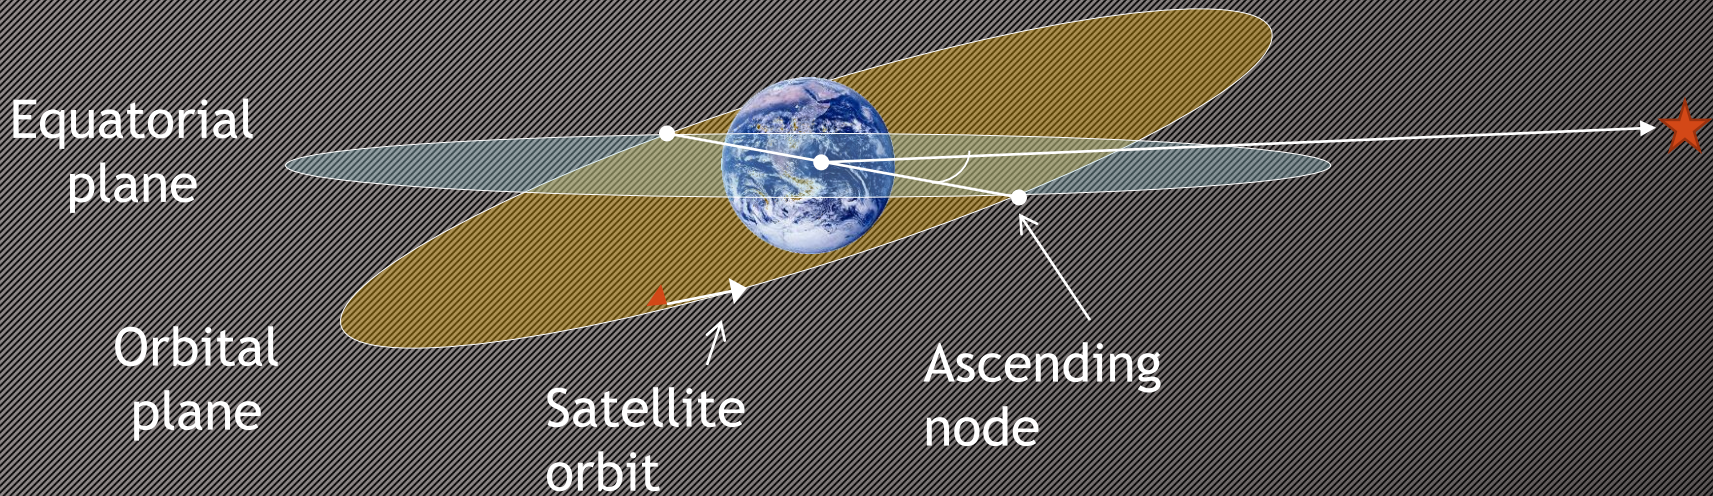 Equatorial
plane
Orbital
plane
Satellite
orbit
Ascending
node